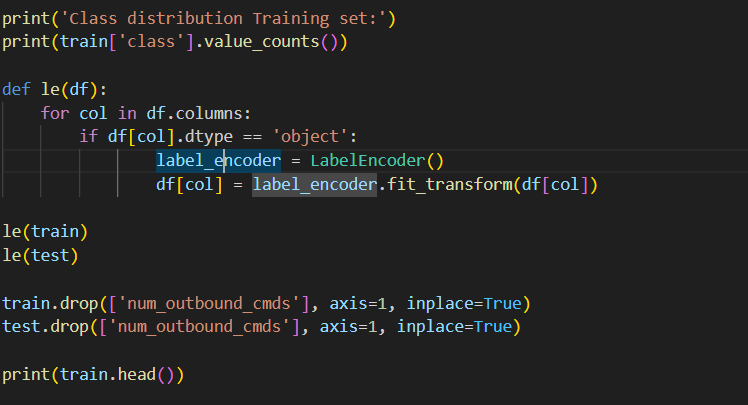 print('Class distribution Training set:')
print(train['class'].value_counts())
def le(df):
    for col in df.columns:
        if df[col].dtype == 'object':
                label_encoder = LabelEncoder()
                df[col] = label_encoder.fit_transform(df[col])
le(train)
le(test)
train.drop(['num_outbound_cmds'], axis=1, inplace=True)
test.drop(['num_outbound_cmds'], axis=1, inplace=True)
print(train.head())